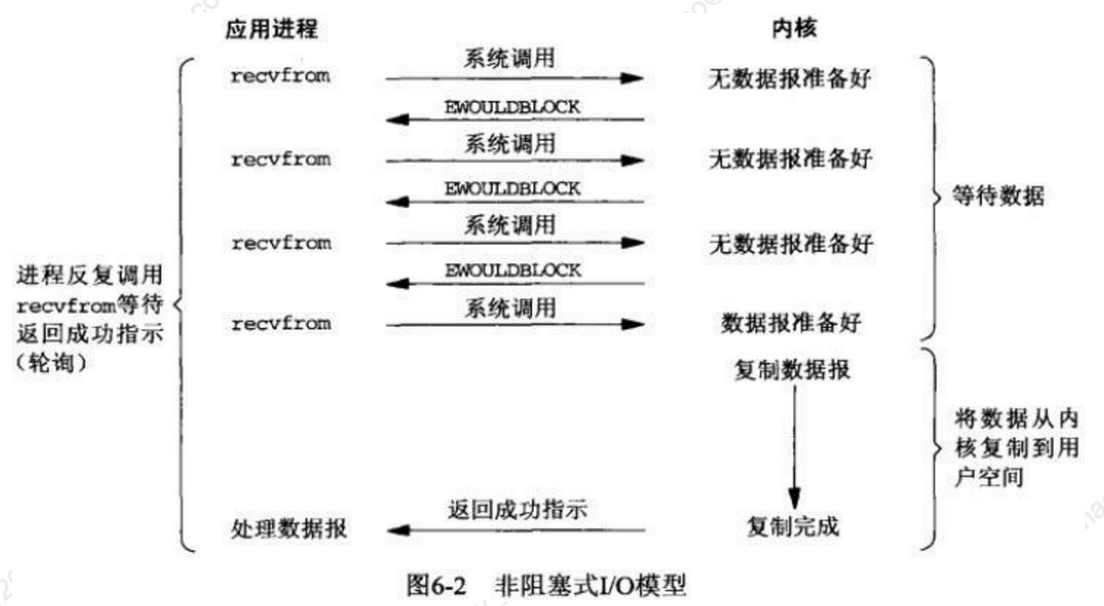 应用进程
内核
recvfrom
系统调用
无数据报准备好
EWOULDBLOCK
recvfrom
系统调用
无数据报准备好
EWOULDBLOCK
等待数据
recvfrom
系统调用
无数据报准备好
EWOULDBLOCK
进程反复调用
recvfrom等待
返回成功指示
(轮询)
recvfrom
系统调用
数据报准备好
复制数据报
将数据从内
核复制到用
户空间
处理数据报
返回成功指示
复制完成
图6-2 非阻塞式I/O模型